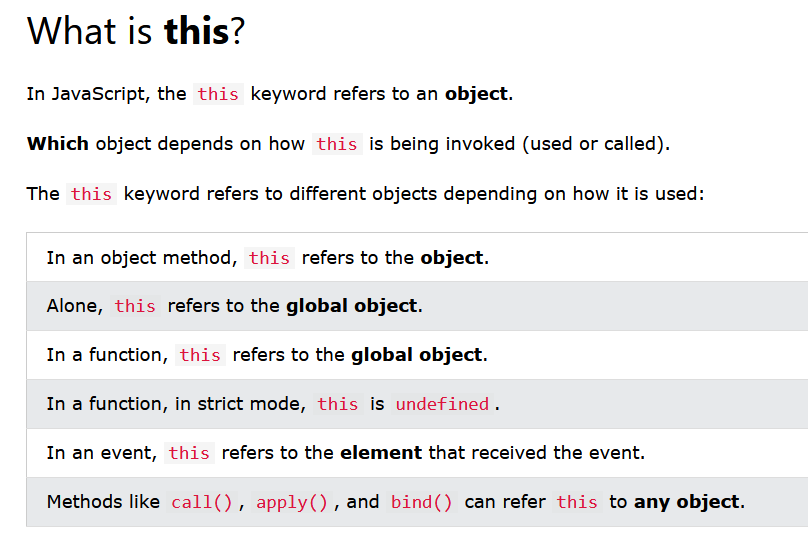 What is this?
In JavaScript, the this keyword refers to an object.
Which object depends on how this is being invoked (used or called).
The this keyword refers to different objects depending on how it is used:
In an object method, this refers to the object.
Alone, this refers to the global object.
In a function, this refers to the global object.
In a function, in strict mode, this is undefined.
In an event, this refers to the element that received the event.
Methods like call(), apply(), and bind() can refer this to any object.